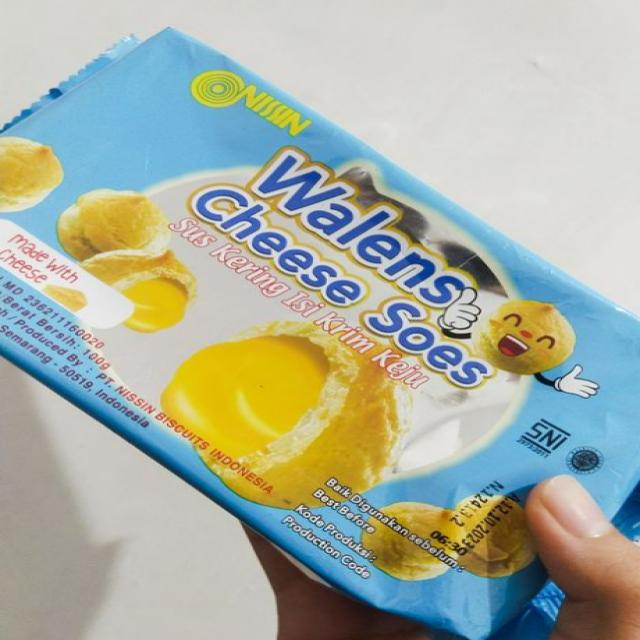 NISSIN
Walens
Cheese Soes
Sus Kering Isi Krim Keju
made with
Cheese
MD 236211160020
Berat Bersih : 100g
Produced By : PT. NISSIN BISCUITS INDONESIA
Semarang - 50519, Indonesia
SNI
Baik Digunakan sebelum :
Best Before
Kode Produksi :
Production Code